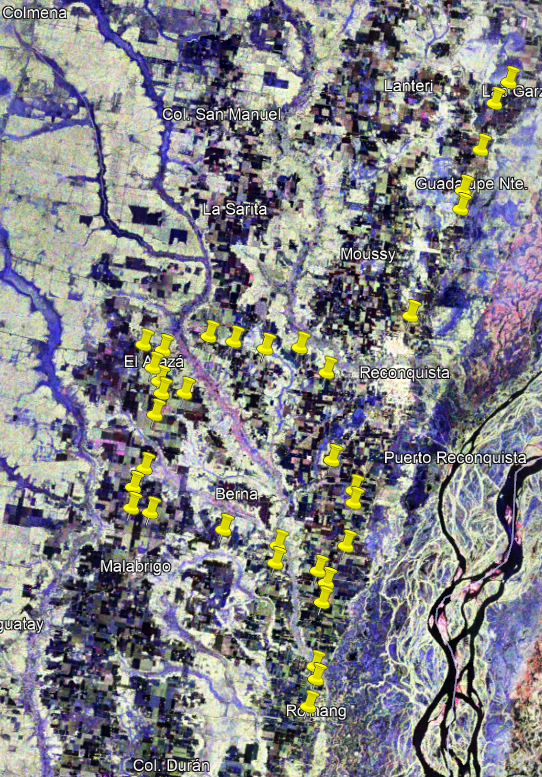 Colmena
Lanteri
Col. San Manuel
Guadalupe Nte.
La Sarita
Moussy
Reconquista
Puerto Reconquista
Berna
Malabrigo
Col. Durán